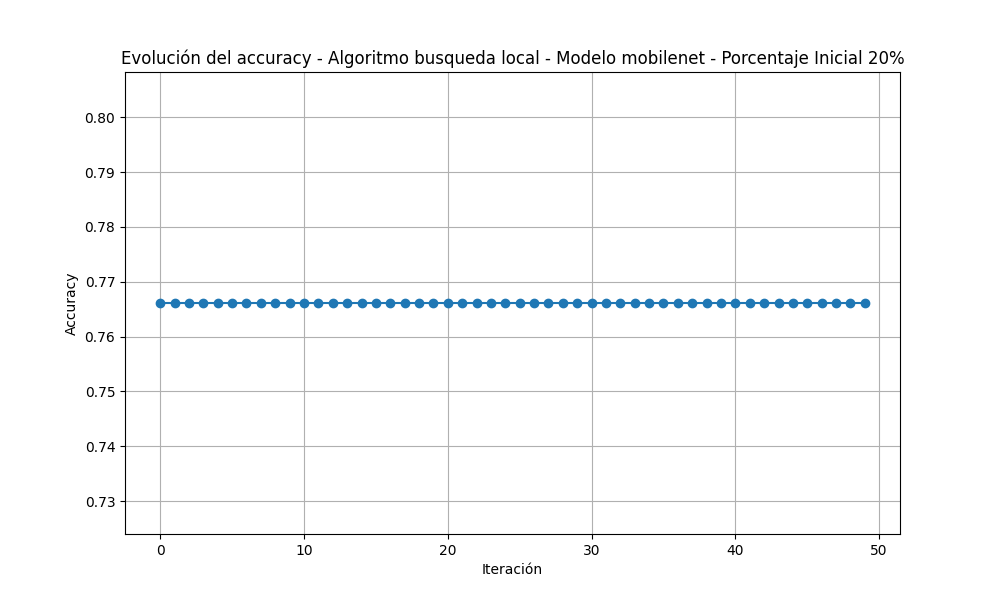 Evolución del accuracy - Algoritmo busqueda local - Modelo mobilenet - Porcentaje Inicial 20%
0.80
0.79
0.78
0.77
0.76
0.75
0.74
0.73
Accuracy
0 10 20 30 40 50
Iteración